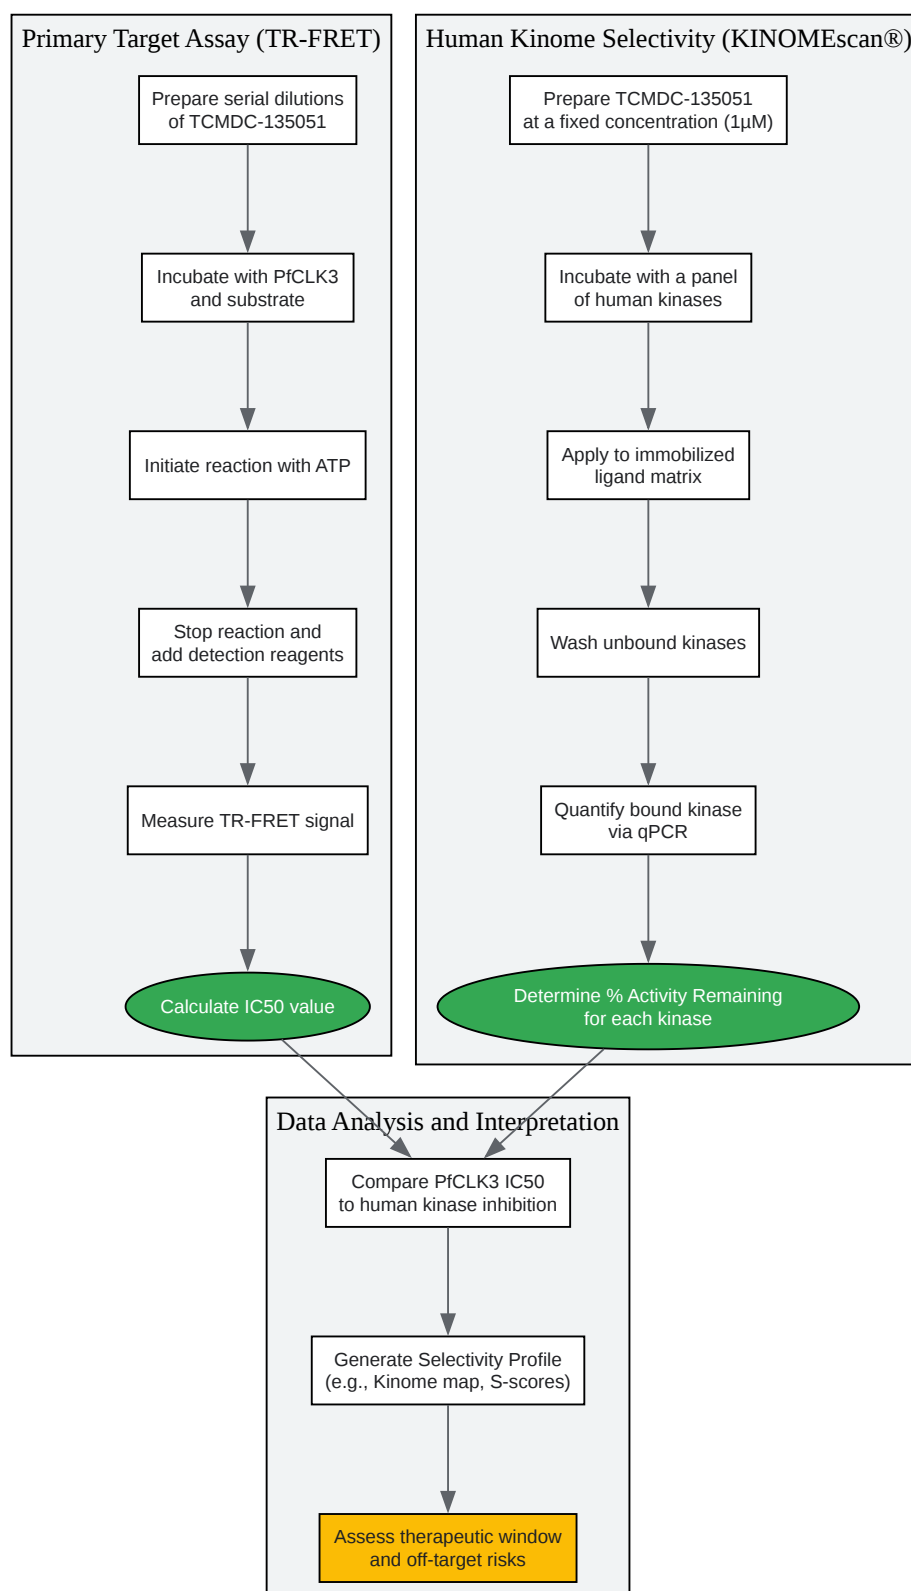 Primary Target Assay (TR-FRET)
Prepare serial dilutions
of TCMDC-135051
Incubate with PfCLK3
and substrate
Initiate reaction with ATP
Stop reaction and
add detection reagents
Measure TR-FRET signal
Calculate IC50 value
Human Kinome Selectivity (KINOMEscan®)
Prepare TCMDC-135051
at a fixed concentration (1µM)
Incubate with a panel
of human kinases
Apply to immobilized
ligand matrix
Wash unbound kinases
Quantify bound kinase
via qPCR
Determine % Activity Remaining
for each kinase
Data Analysis and Interpretation
Compare PfCLK3 IC50
to human kinase inhibition
Generate Selectivity Profile
(e.g., Kinome map, S-scores)
Assess therapeutic window
and off-target risks